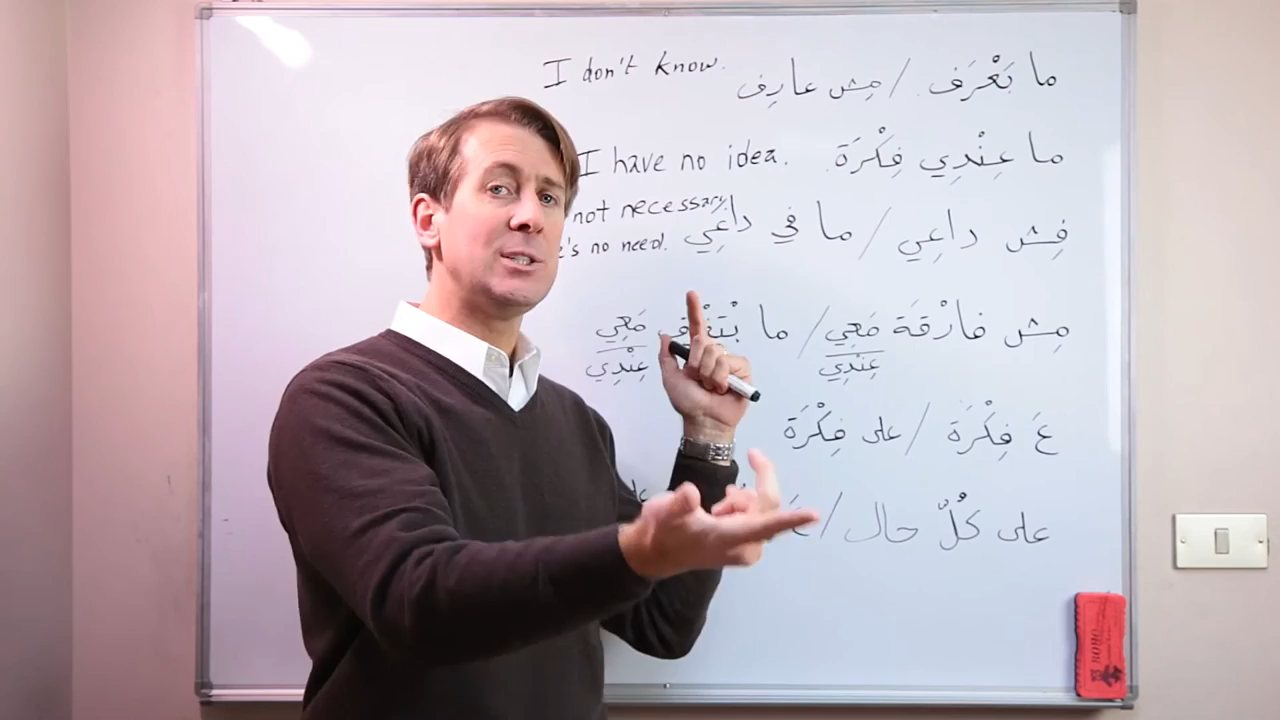 I don't know. ما بَعْرَف / مِش عارِف
I have no idea. ما عِنْدِي فِكْرَة
not necessary. فِش داعِي / ما في داعِي
's no need.
مِش فارْقَة مَعِي / ما مَعِي
عِنْدِي عِنْدِي
عَ فِكْرَة / على فِكْرَة
على كُلّ حال / عَ